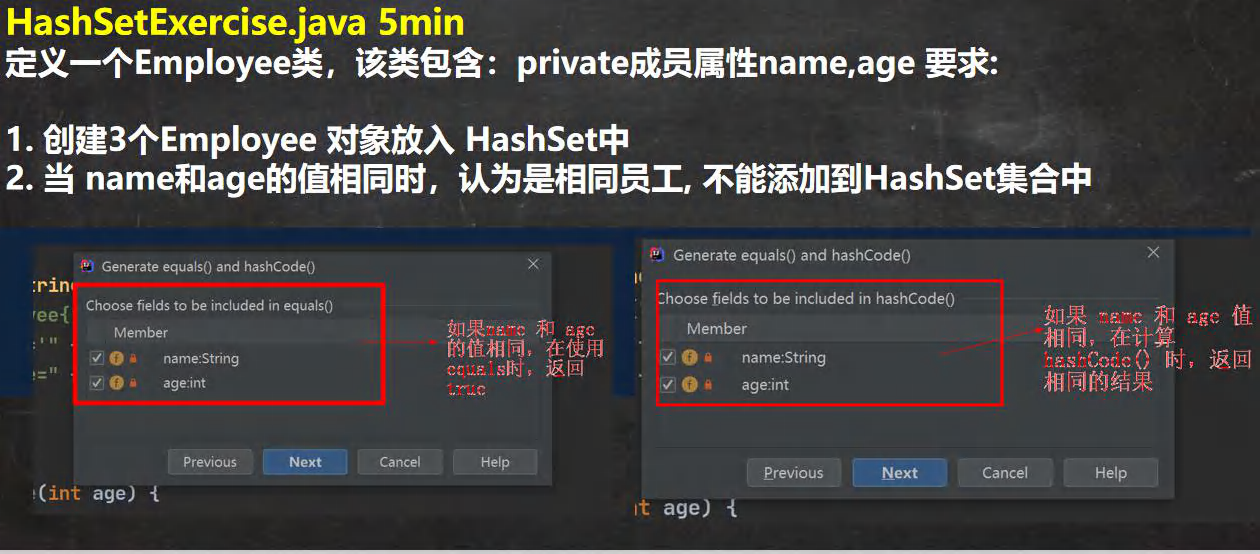 HashSetExercise.java 5min
定义一个Employee类，该类包含：private成员属性name,age 要求:
1. 创建3个Employee 对象放入 HashSet中
2. 当 name和age的值相同时，认为是相同员工, 不能添加到HashSet集合中
Generate equals() and hashCode()
Choose fields to be included in equals()
Member
name:String
age:int
如果name 和 age
的值相同，在使用
equals时，返回
true
Previous
Next
Cancel
Help
(int age) {
Generate equals() and hashCode()
Choose fields to be included in hashCode()
Member
name:String
age:int
如果 name 和 age 值
相同，在计算
hashCode() 时，返回
相同的结果
Previous
Next
Cancel
Help
age) {